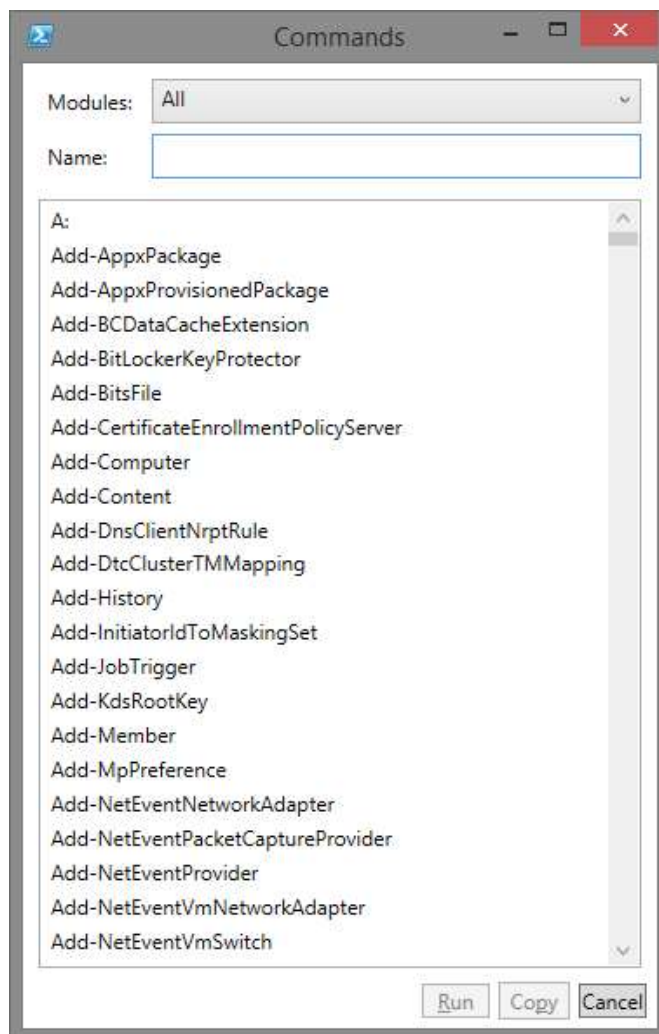 Commands
Modules: All
Name:
A:
Add-AppxPackage
Add-AppxProvisionedPackage
Add-BCDataCacheExtension
Add-BitLockerKeyProtector
Add-BitsFile
Add-CertificateEnrollmentPolicyServer
Add-Computer
Add-Content
Add-DnsClientNrptRule
Add-DtcClusterTMMapping
Add-History
Add-InitiatorIdToMaskingSet
Add-JobTrigger
Add-KdsRootKey
Add-Member
Add-MpPreference
Add-NetEventNetworkAdapter
Add-NetEventPacketCaptureProvider
Add-NetEventProvider
Add-NetEventVmNetworkAdapter
Add-NetEventVmSwitch
Run Copy Cancel